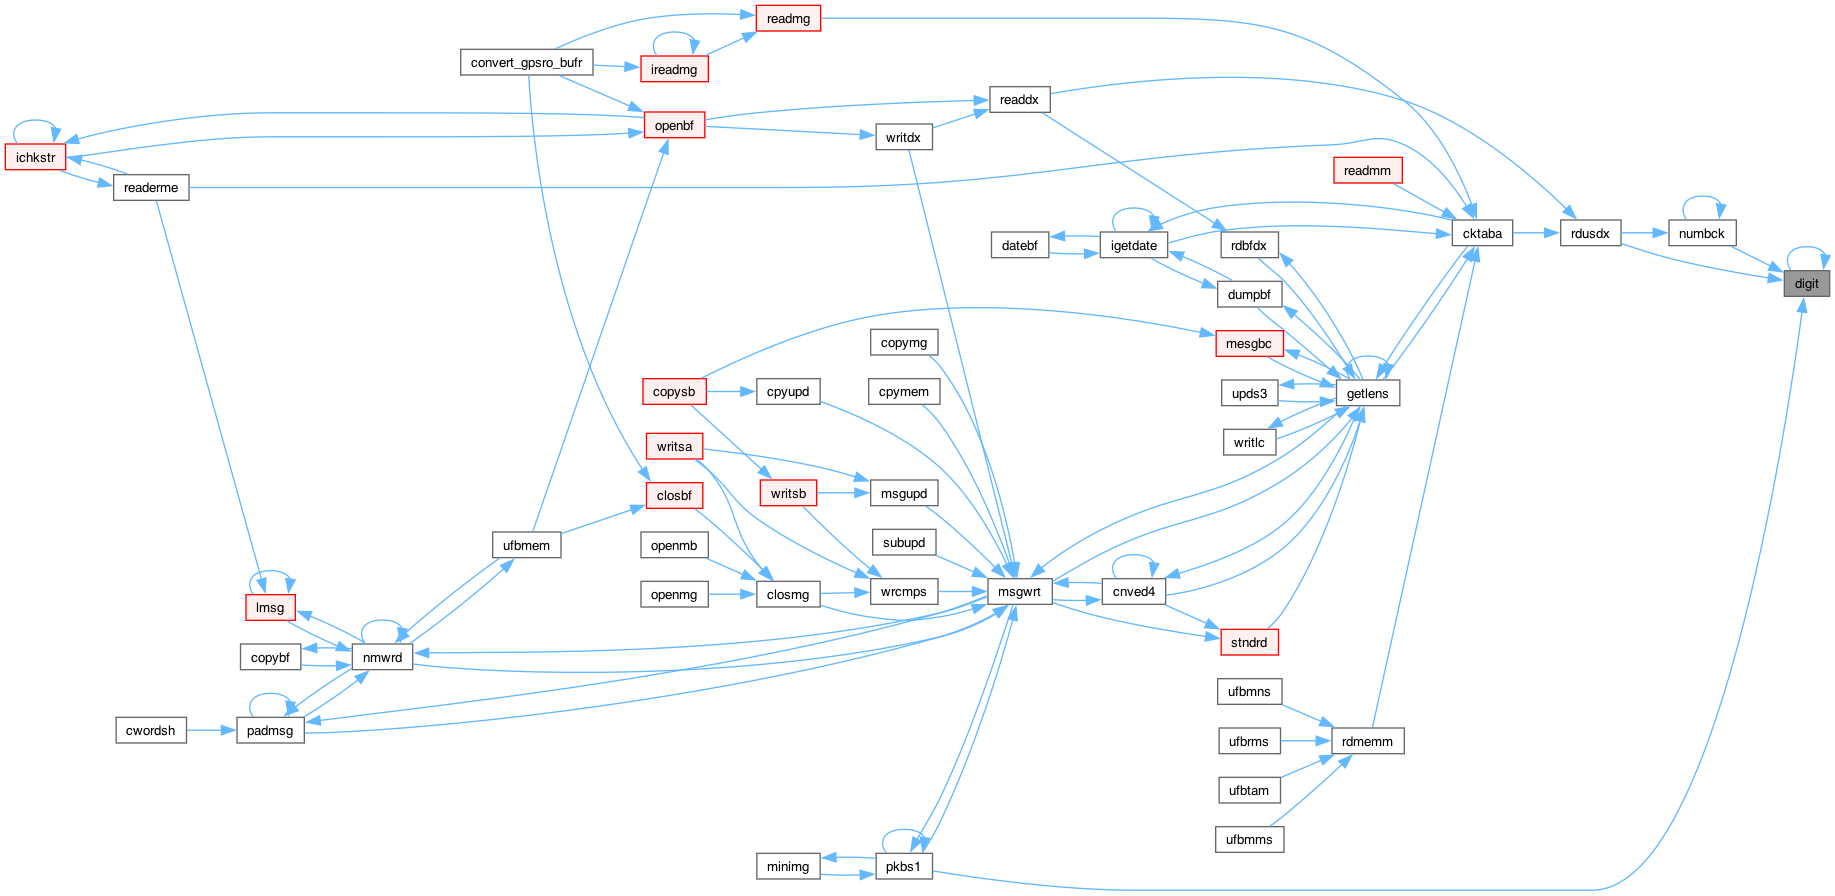 readmg
convert_gpsro_bufr
ireadmg
readdx
openbf
writdx
ichkstr
readmm
readerme
cktaba
rdusdx
numbck
datebf
igetdate
rdbfdx
digit
dumpbf
copymg
mesgbc
copysb
cpyupd
cpymem
upds3
getlens
writsa
writlc
closbf
writsb
msgupd
ufbmem
openmb
subupd
lmsg
openmg
closmg
wrcmps
msgwrt
cnved4
copybf
nmwrd
stndrd
ufbmns
cwordsh
padmsg
ufbrms
rdmemm
ufbtam
ufbmms
minimg
pkbs1